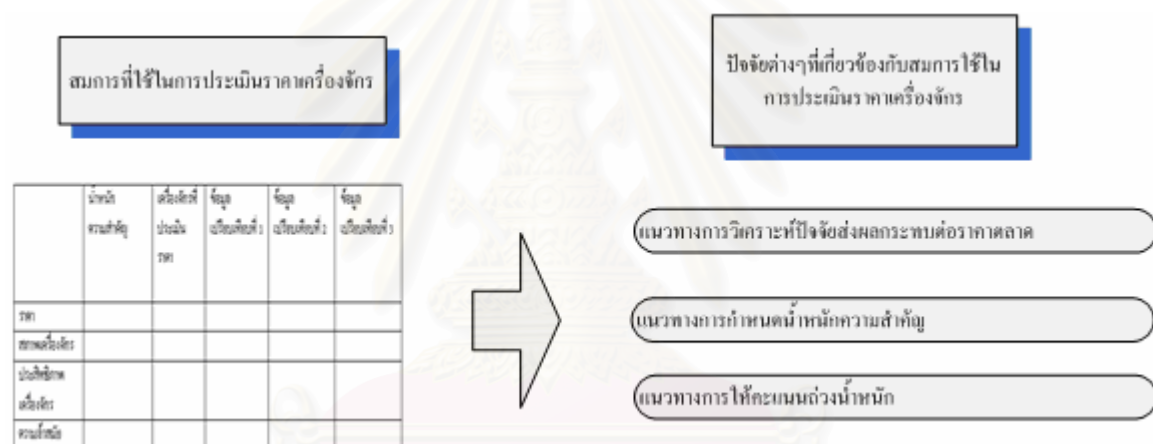 สมการที่ใช้ในการประเมินราคาเครื่องจักร
ปัจจัยต่างๆที่เกี่ยวข้องกับสมการใช้ใน
การประเมินราคาเครื่องจักร
น้ำหนัก
ความสำคัญ
เครื่องจักรที่
ประเมิน
ราคา
ข้อมูล
เปรียบเทียบที่ 1
ข้อมูล
เปรียบเทียบที่ 2
ข้อมูล
เปรียบเทียบที่ 3
ราคา
สภาพเครื่องจักร
ประสิทธิภาพ
เครื่องจักร
ความล้ำสมัย
แนวทางการวิเคราะห์ปัจจัยส่งผลกระทบต่อราคาตลาด
แนวทางการกำหนดน้ำหนักความสำคัญ
แนวทางการให้คะแนนถ่วงน้ำหนัก